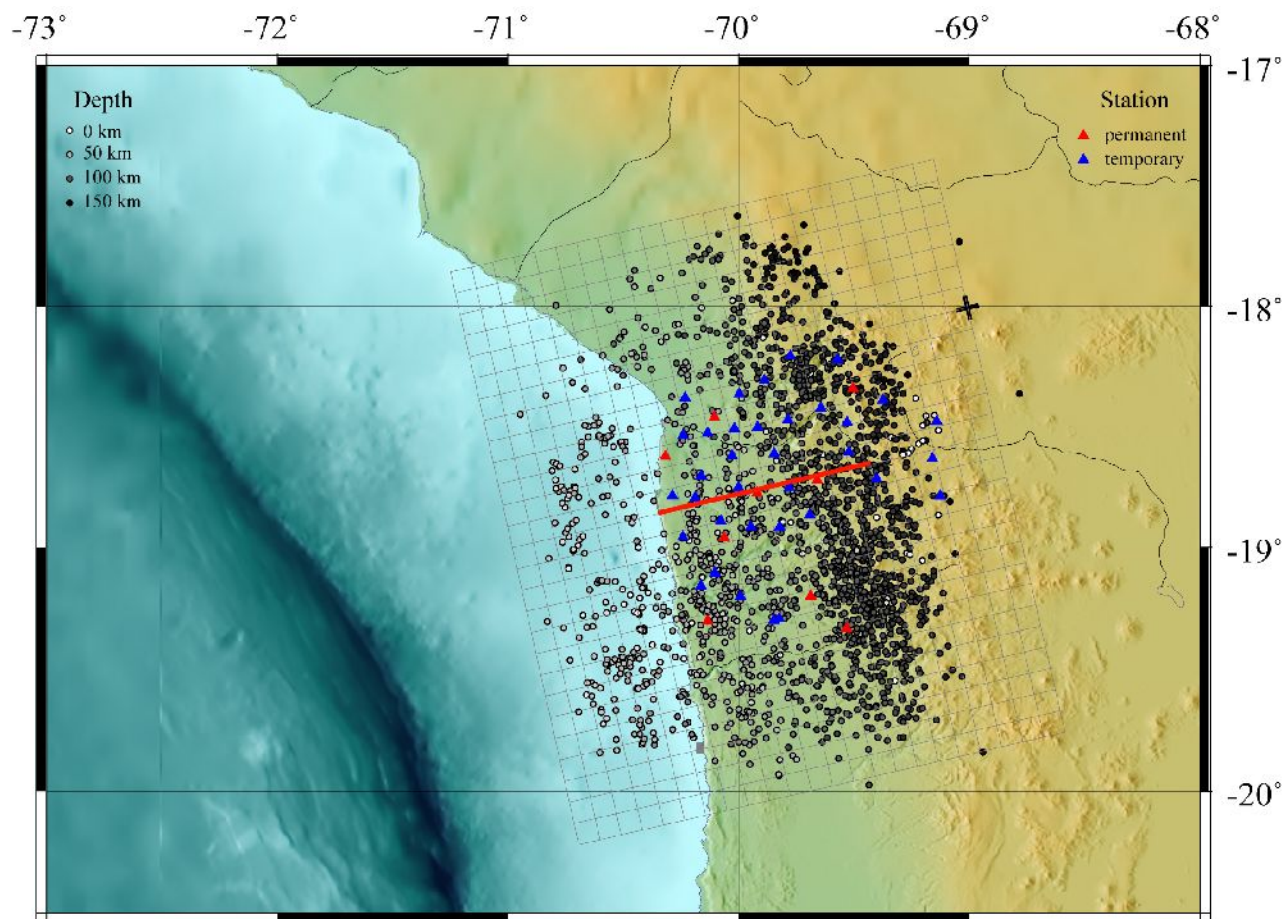 -73 -72 -71 -70 -69 -68
-17°
Depth
0 km
50 km
100 km
150 km
Station
permanent
temporary
-18°
-19°
-20°